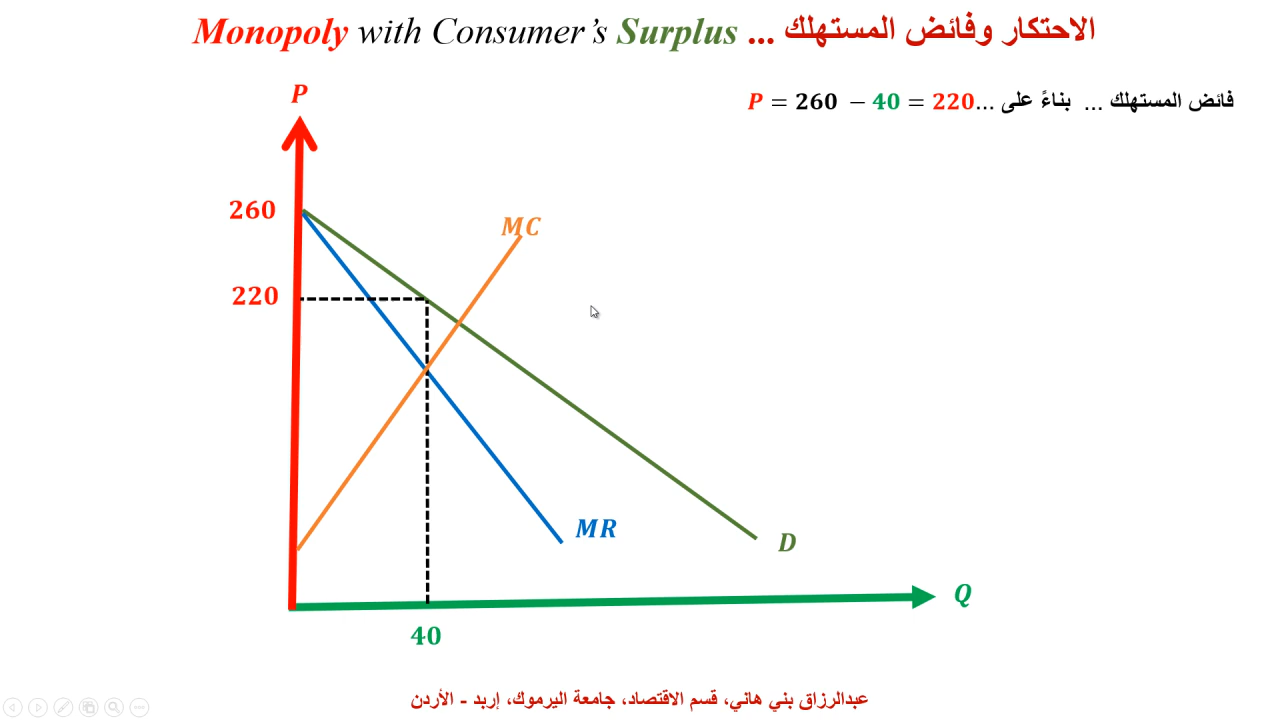 Monopoly with Consumer’s Surplus ... الاحتكار وفائض المستهلك
فائض المستهلك ... بناءً على ...P = 260 − 40 = 220
P
260
MC
220
MR
D
Q
40
عبدالرزاق بني هاني، قسم الاقتصاد، جامعة اليرموك، إربد - الأردن